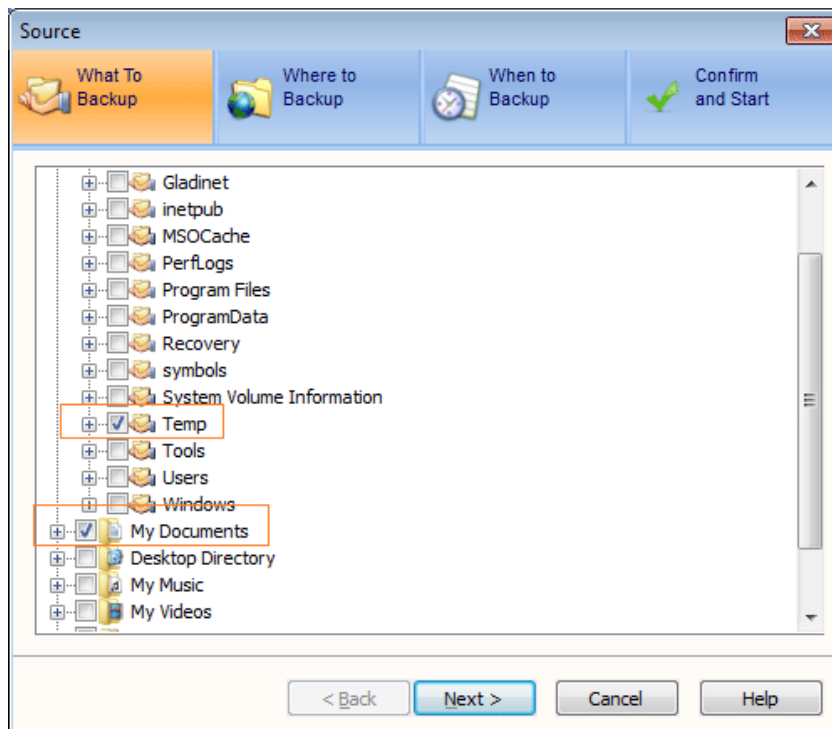 Source
What To
Backup
Where to
Backup
When to
Backup
Confirm
and Start
Gladinet
inetpub
MSOCache
PerfLogs
Program Files
ProgramData
Recovery
symbols
System Volume Information
Temp
Tools
Users
Windows
My Documents
Desktop Directory
My Music
My Videos
< Back
Next >
Cancel
Help